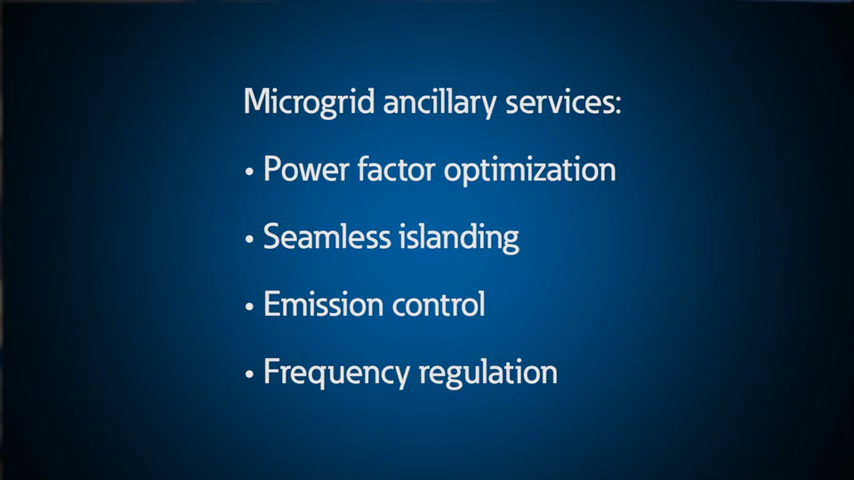 Microgrid ancillary services:
• Power factor optimization
• Seamless islanding
• Emission control
• Frequency regulation